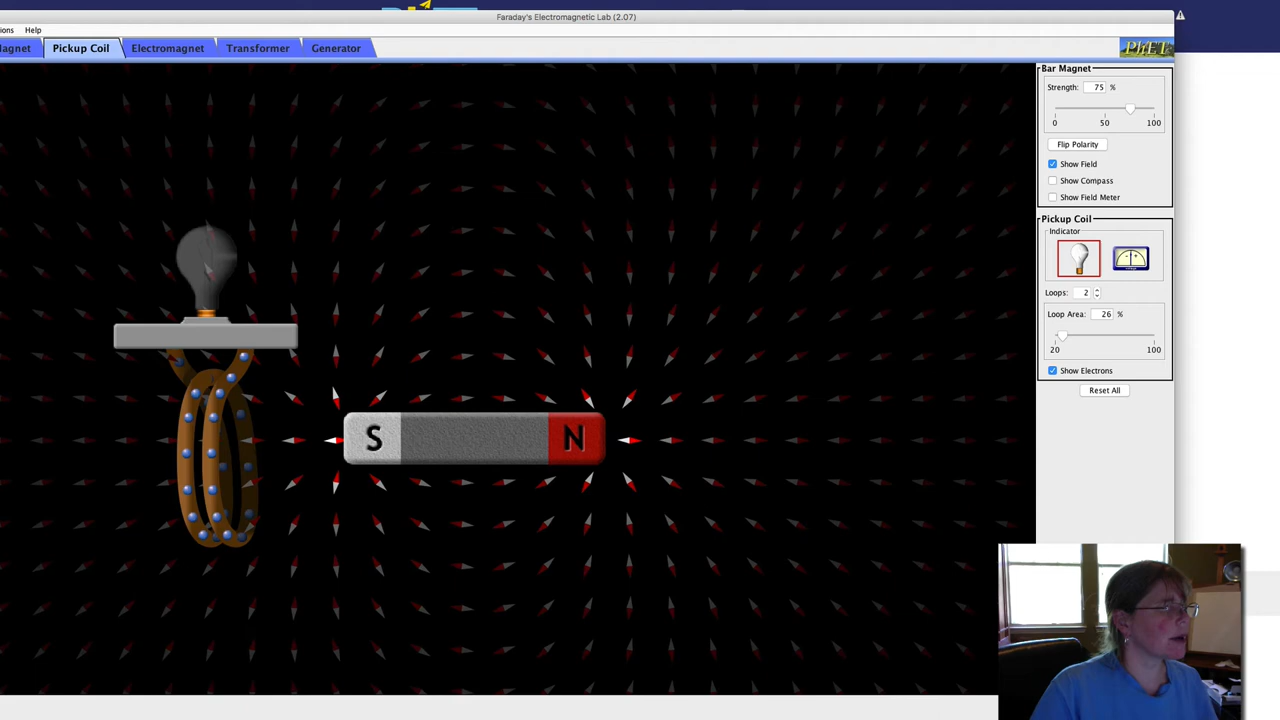 Faraday's Electromagnetic Lab (2.07)
ions Help
agnet Pickup Coil Electromagnet Transformer Generator
PhET
Bar Magnet
Strength: 75 %
0 50 100
Flip Polarity
Show Field
Show Compass
Show Field Meter
Pickup Coil
Indicator
Loops: 2
Loop Area: 26 %
20 100
Show Electrons
Reset All
S N